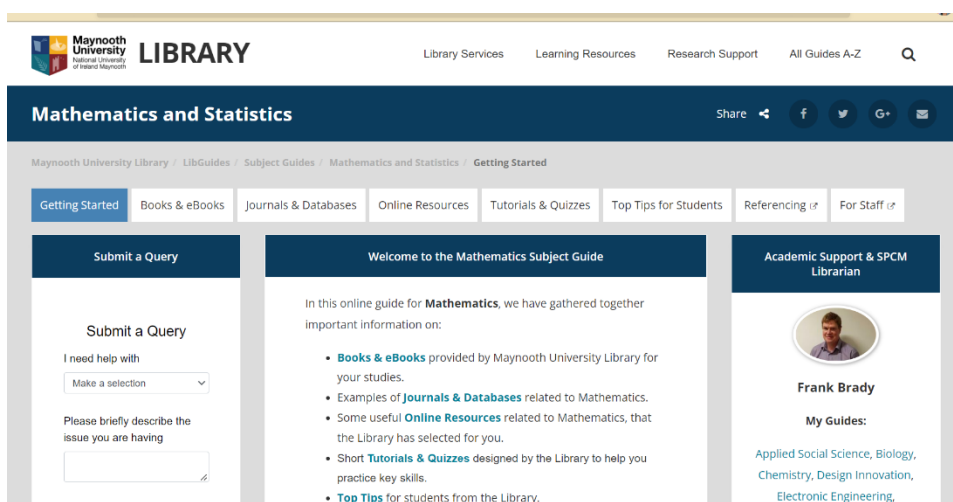 Maynooth
University
National University
of Ireland Maynooth
LIBRARY
Library Services
Learning Resources
Research Support
All Guides A-Z
Mathematics and Statistics
Share
f
G+
Maynooth University Library / LibGuides / Subject Guides / Mathematics and Statistics / Getting Started
Getting Started
Books & eBooks
Journals & Databases
Online Resources
Tutorials & Quizzes
Top Tips for Students
Referencing
For Staff
Submit a Query
Submit a Query
I need help with
Make a selection
Please briefly describe the
issue you are having
Welcome to the Mathematics Subject Guide
In this online guide for Mathematics, we have gathered together
important information on:
• Books & eBooks provided by Maynooth University Library for
your studies.
• Examples of Journals & Databases related to Mathematics.
• Some useful Online Resources related to Mathematics, that
the Library has selected for you.
• Short Tutorials & Quizzes designed by the Library to help you
practice key skills.
• Top Tips for students from the Library.
Academic Support & SPCM
Librarian
Frank Brady
My Guides:
Applied Social Science, Biology,
Chemistry, Design Innovation,
Electronic Engineering,